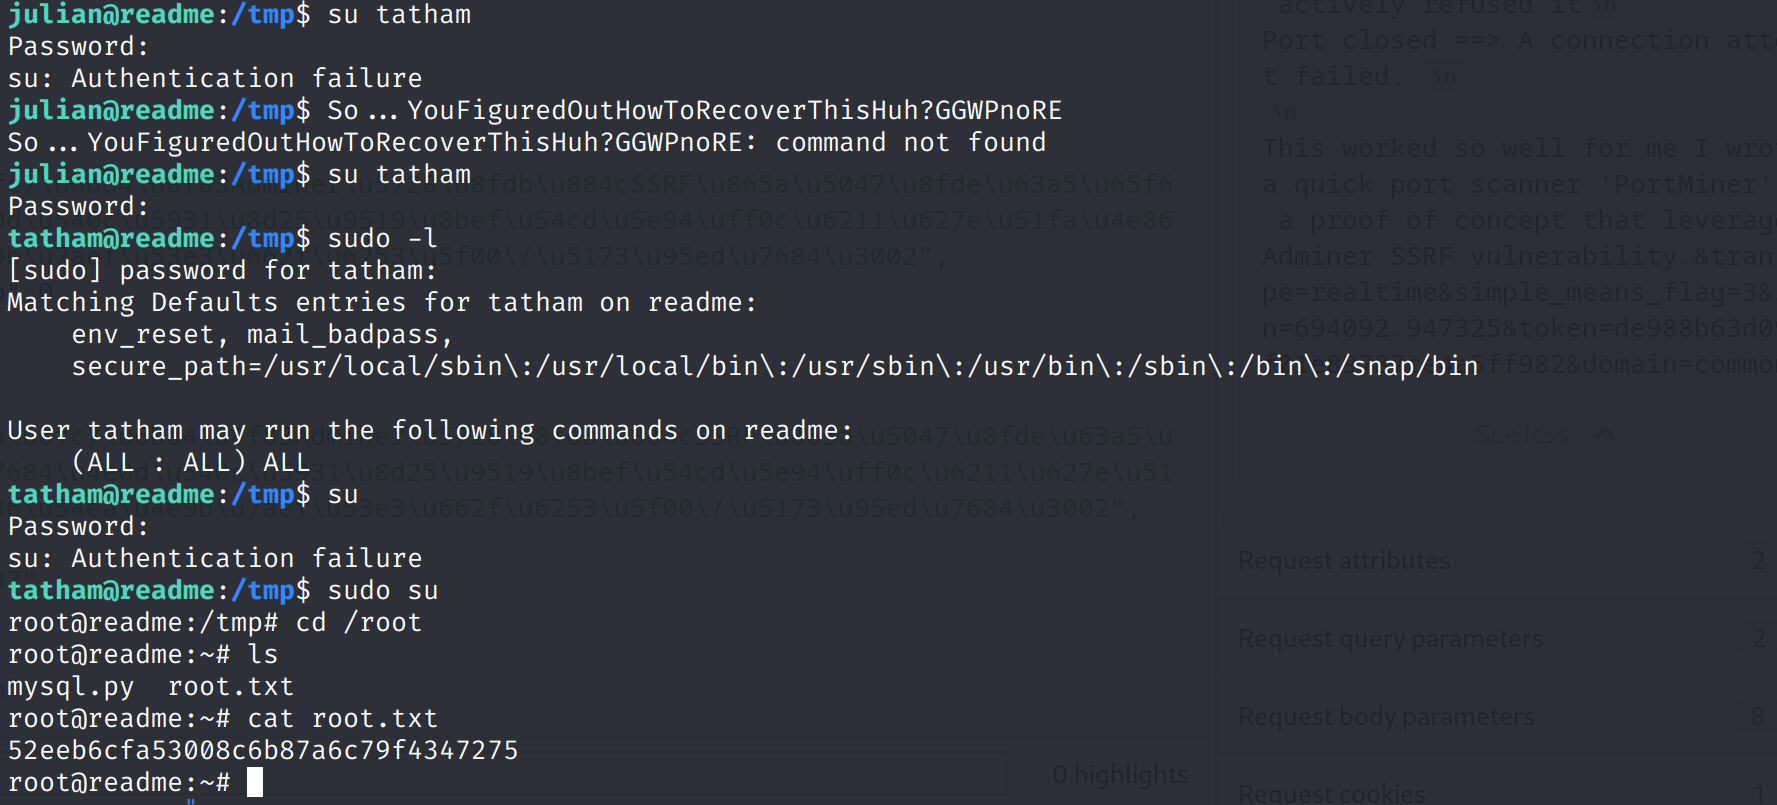 julian@readme:/tmp$ su tatham
Password:
su: Authentication failure
julian@readme:/tmp$ So...YouFiguredOutHowToRecoverThisHuh?GGWPnoRE
So...YouFiguredOutHowToRecoverThisHuh?GGWPnoRE: command not found
julian@readme:/tmp$ su tatham
Password:
tatham@readme:/tmp$ sudo -l
[sudo] password for tatham:
Matching Defaults entries for tatham on readme:
    env_reset, mail_badpass,
    secure_path=/usr/local/sbin\:/usr/local/bin\:/usr/sbin\:/usr/bin\:/sbin\:/bin\:/snap/bin
User tatham may run the following commands on readme:
    (ALL : ALL) ALL
tatham@readme:/tmp$ su
Password:
su: Authentication failure
tatham@readme:/tmp$ sudo su
root@readme:/tmp# cd /root
root@readme:~# ls
mysql.py  root.txt
root@readme:~# cat root.txt
52eeb6cfa53008c6b87a6c79f4347275
root@readme:~#
actively refused it \n
Port closed ==> A connection att
t failed. \n
\n
This worked so well for me I wro
a quick port scanner 'PortMiner'
a proof of concept that leverag
Adminer SSRF vulnerability.&tran
pe=realtime&simple_means_flag=3&
n=694092.947325&token=de988b63d0
5ff982&domain=commo
See less
Request attributes 2
Request query parameters 2
Request body parameters 8
Request cookies 1
0 highlights